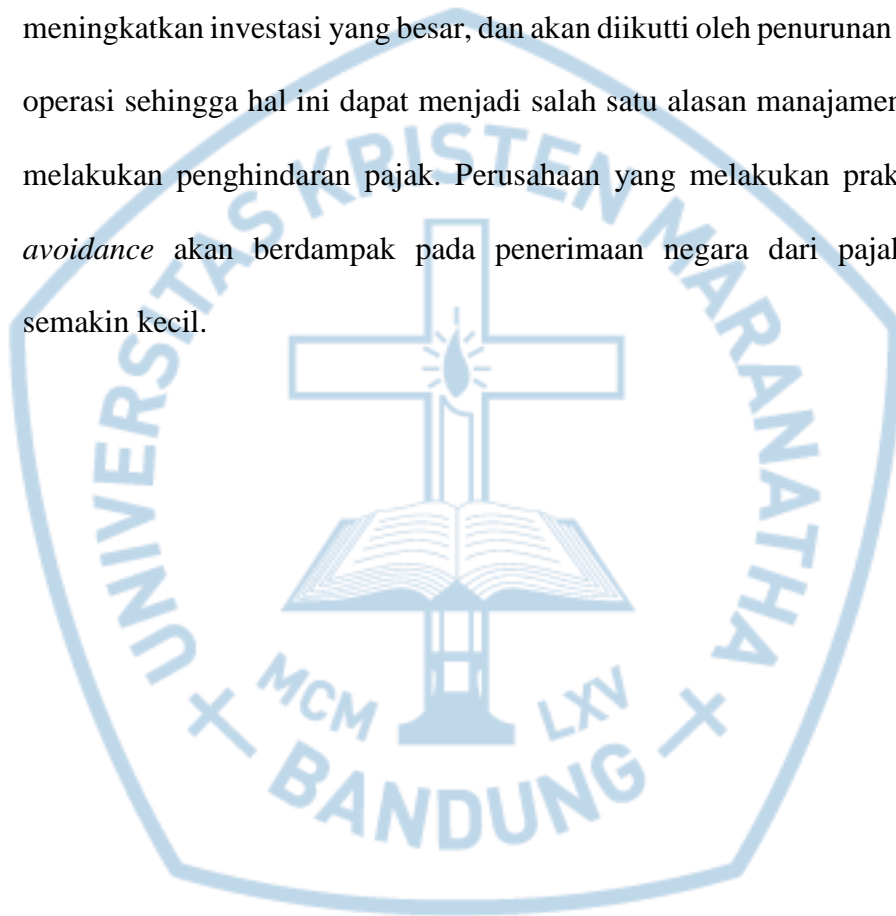 meningkatkan investasi yang besar, dan akan diikutti oleh penurunan
operasi sehingga hal ini dapat menjadi salah satu alasan manajamen
melakukan penghindaran pajak. Perusahaan yang melakukan
avoidance akan berdampak pada penerimaan negara dari
semakin kecil.
UNIVERSITAS KRISTEN MARANATHA
MCM LXV
BANDUNG